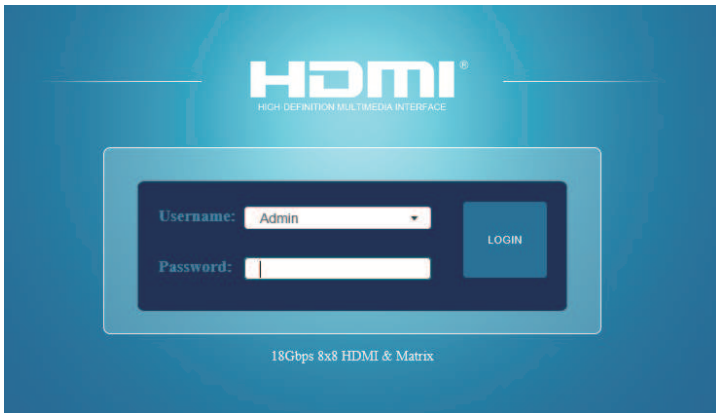 HDMI®
HIGH-DEFINITION MULTIMEDIA INTERFACE
Username: Admin
LOGIN
Password:
18Gbps 8x8 HDMI & Matrix